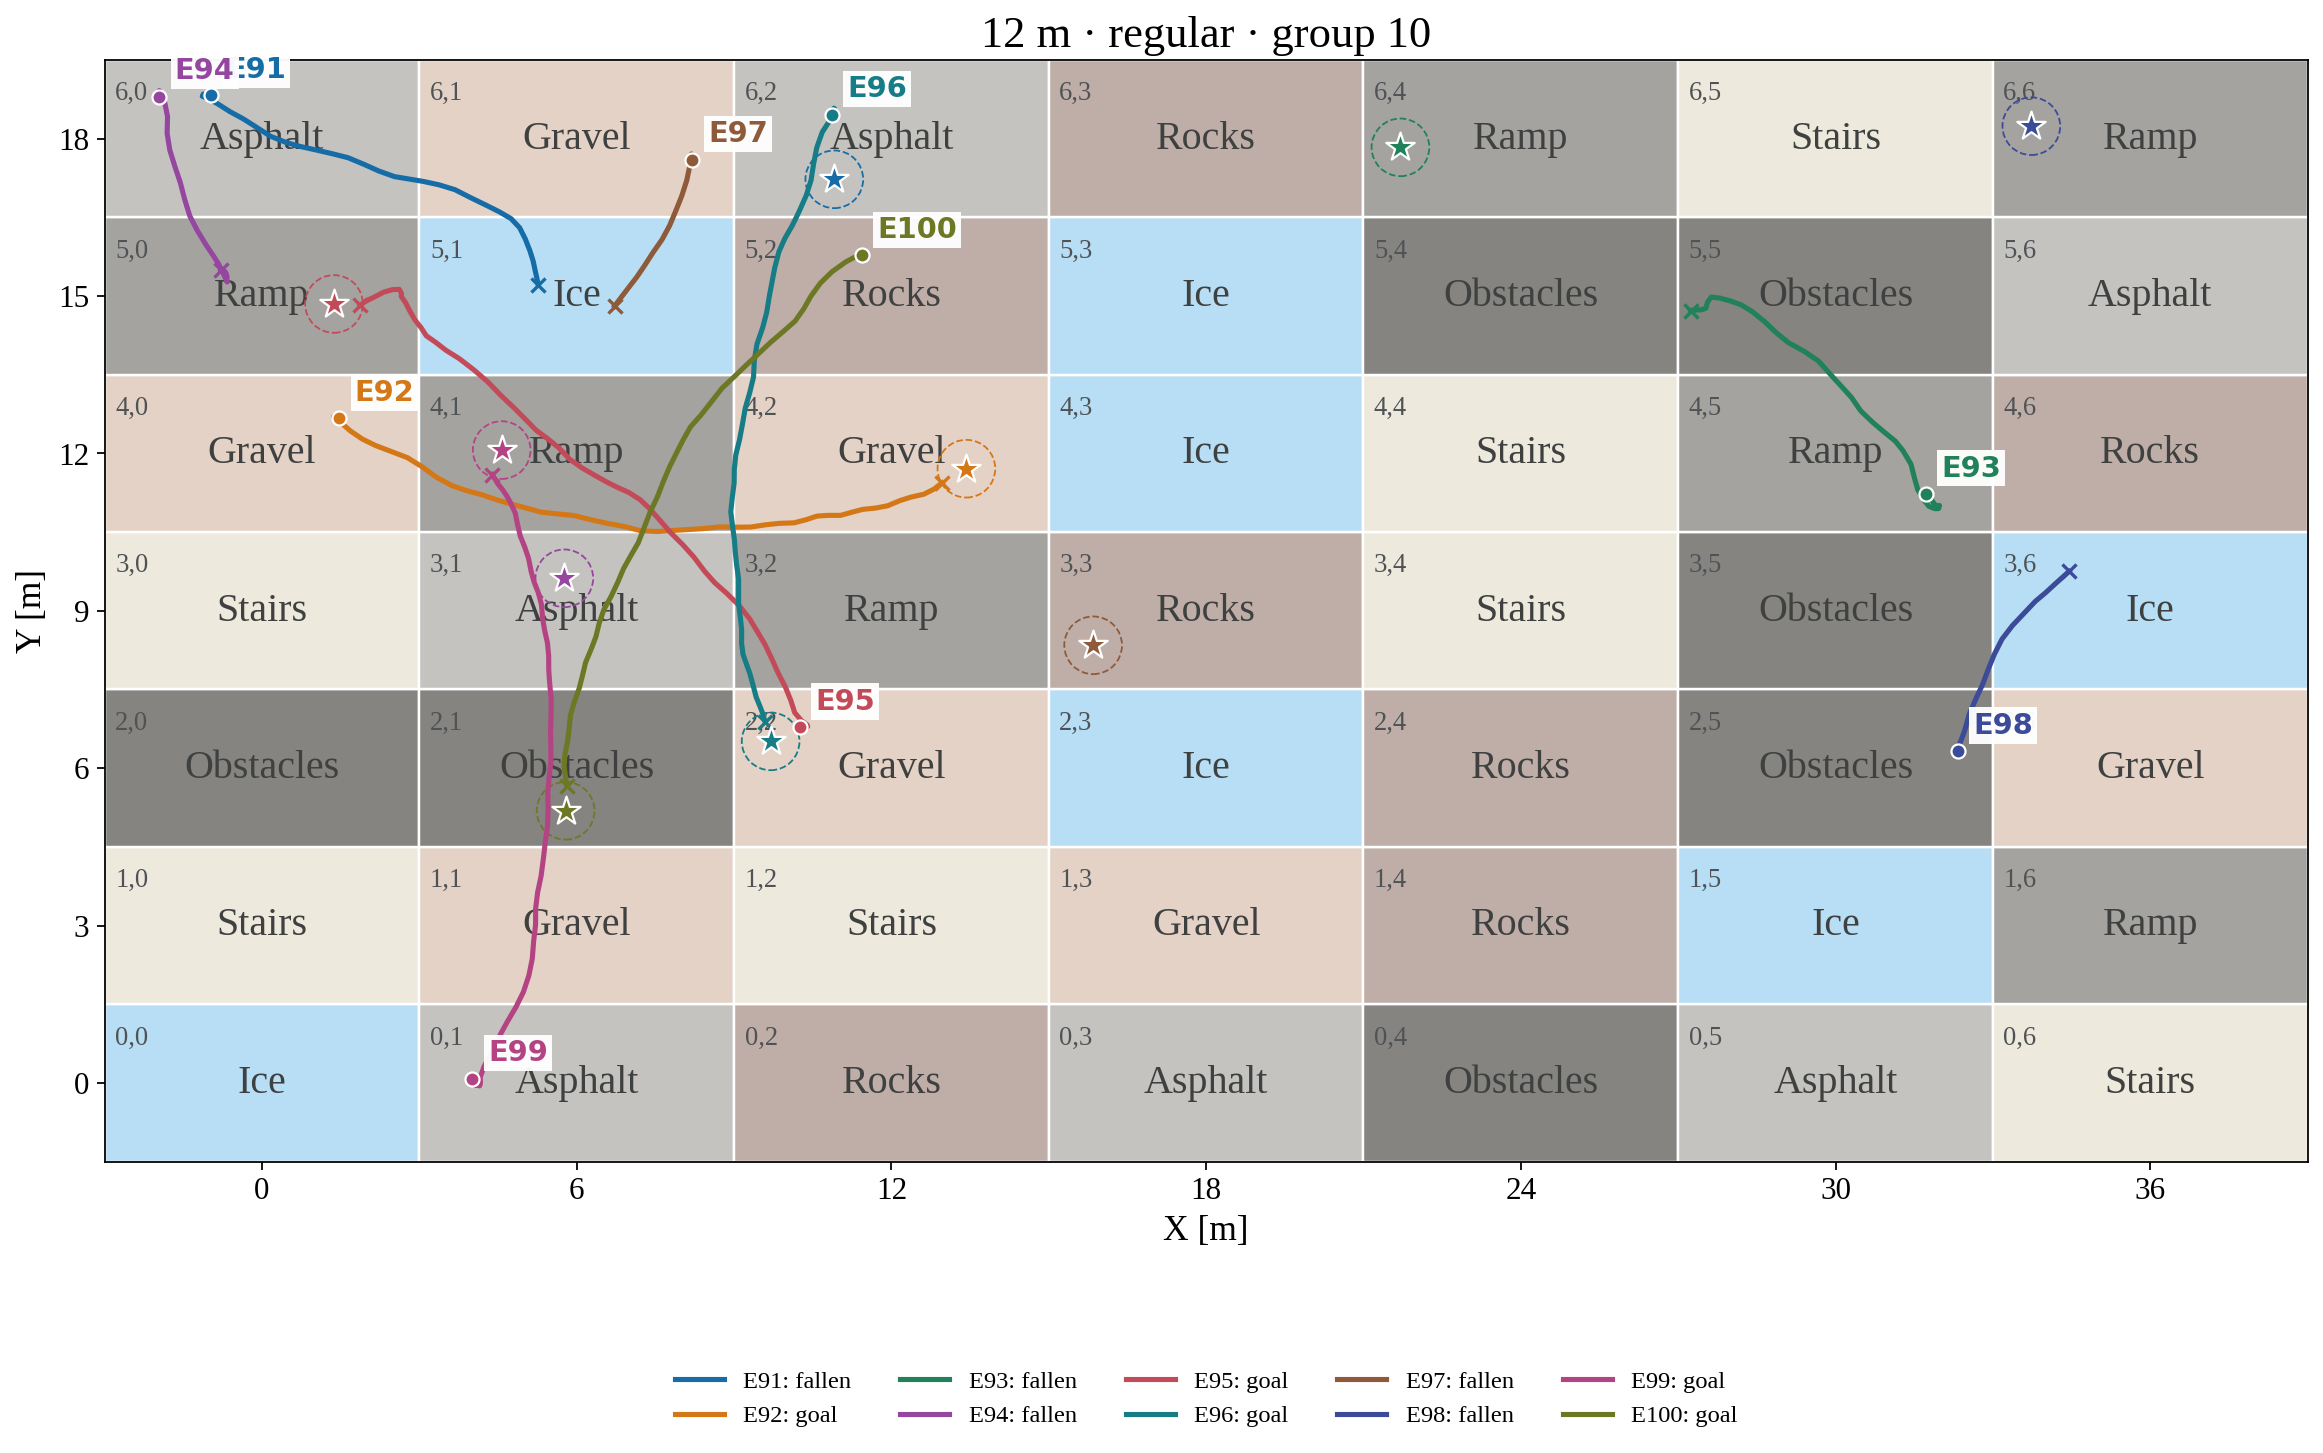 12 m · regular · group 10
E94 E91 E96 E97
6,0 6,1 6,2 6,3 6,4 6,5 6,6
18 Asphalt Gravel Asphalt Rocks Ramp Stairs Ramp
E100
5,0 5,1 5,2 5,3 5,4 5,5 5,6
15 Ramp Ice Rocks Ice Obstacles Obstacles Asphalt
E92
4,0 4,1 4,2 4,3 4,4 4,5 4,6
12 Gravel Ramp Gravel Ice Stairs Ramp Rocks
E93
3,0 3,1 3,2 3,3 3,4 3,5 3,6
9 Stairs Asphalt Ramp Rocks Stairs Obstacles Ice
E95
2,0 2,1 2,2 2,3 2,4 2,5 E98
6 Obstacles Obstacles Gravel Ice Rocks Obstacles Gravel
1,0 1,1 1,2 1,3 1,4 1,5 1,6
3 Stairs Gravel Stairs Gravel Rocks Ice Ramp
0,0 0,1 0,2 0,3 0,4 0,5 0,6
E99
0 Ice Asphalt Rocks Asphalt Obstacles Asphalt Stairs
Y [m]
0 6 12 18 24 30 36
X [m]
E91: fallen E93: fallen E95: goal E97: fallen E99: goal
E92: goal E94: fallen E96: goal E98: fallen E100: goal